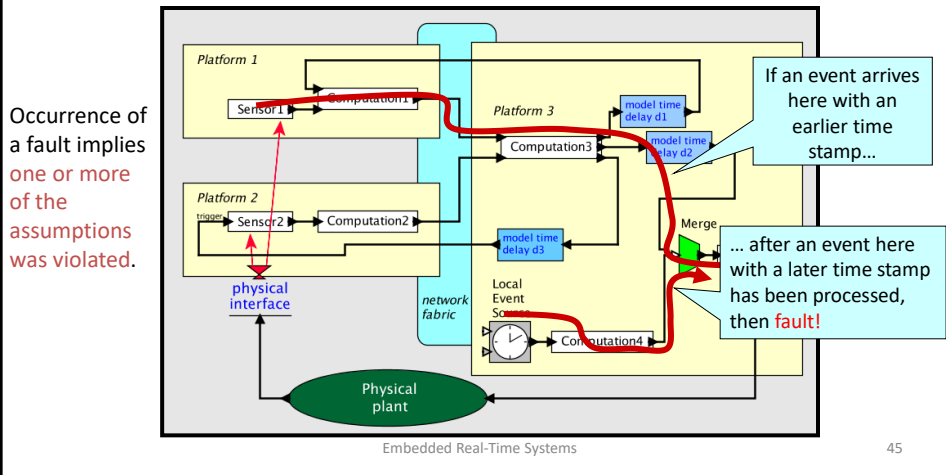 Occurrence of
a fault implies
one or more
of the
assumptions
was violated.
Platform 1
Sensor1
Computation1
Platform 2
trigger
Sensor2
Computation2
physical
interface
network
fabric
Platform 3
Computation3
model time
delay d1
model time
delay d2
model time
delay d3
Merge
Local
Event
Source
Computation4
Physical
plant
If an event arrives
here with an
earlier time
stamp…
… after an event here
with a later time stamp
has been processed,
then fault!
Embedded Real-Time Systems
45